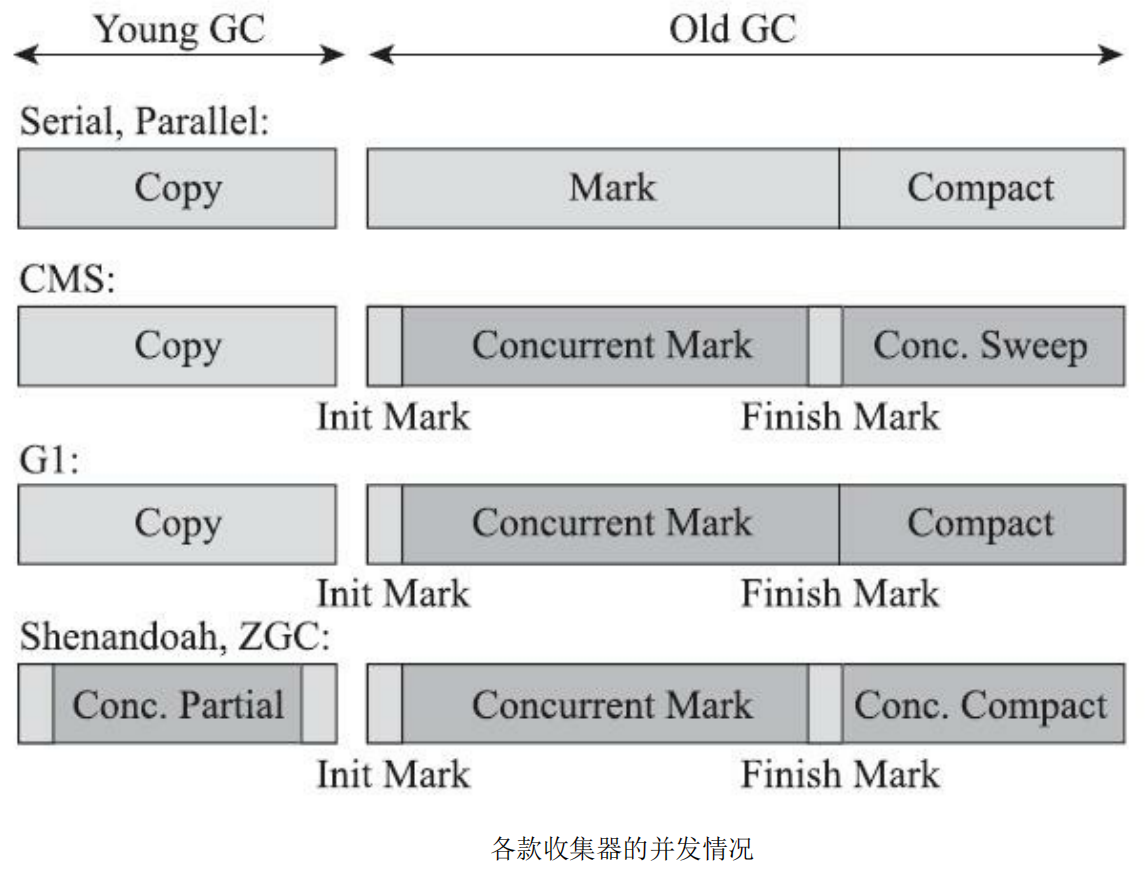 Young GC Old GC
Serial, Parallel:
Copy Mark Compact
CMS:
Copy Concurrent Mark Conc. Sweep
Init Mark Finish Mark
G1:
Copy Concurrent Mark Compact
Init Mark Finish Mark
Shenandoah, ZGC:
Conc. Partial Concurrent Mark Conc. Compact
Init Mark Finish Mark
各款收集器的并发情况